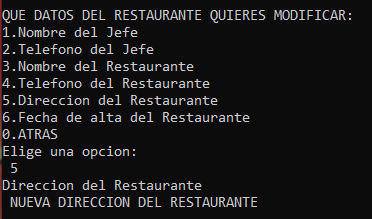 QUE DATOS DEL RESTAURANTE QUIERES MODIFICAR:
1.Nombre del Jefe
2.Telefono del Jefe
3.Nombre del Restaurante
4.Telefono del Restaurante
5.Direccion del Restaurante
6.Fecha de alta del Restaurante
0.ATRAS
Elige una opcion:
5
Direccion del Restaurante
NUEVA DIRECCION DEL RESTAURANTE